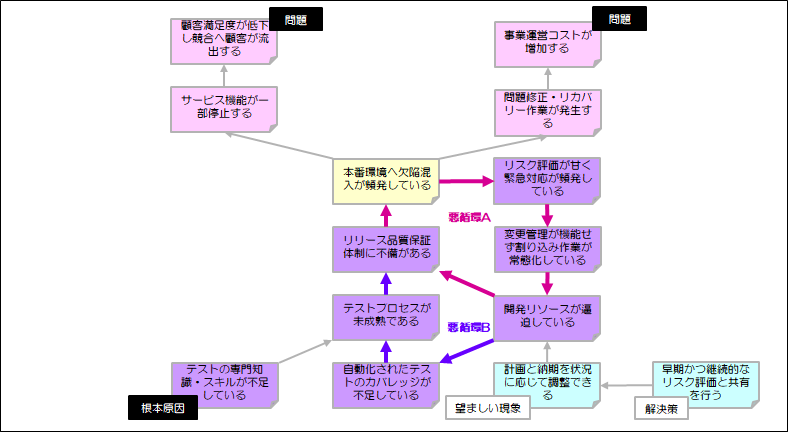 問題
顧客満足度が低下
し競合へ顧客が流
出する
問題
事業運営コストが
増加する
サービス機能が一
部停止する
問題修正・リカバ
リー作業が発生す
る
本番環境へ欠陥混
入が頻発している
リスク評価が甘く
緊急対応が頻発し
ている
悪循環A
リリース品質保証
体制に不備がある
変更管理が機能せ
ず割り込み作業が
常態化している
テストプロセスが
未成熟である
悪循環B
開発リソースが逼
迫している
テストの専門知
識・スキルが不足
している
根本原因
自動化されたテス
トのカバレッジが
不足している
計画と納期を状況
に応じて調整でき
る
望ましい現象
早期かつ継続的な
リスク評価と共有
を行う
解決策